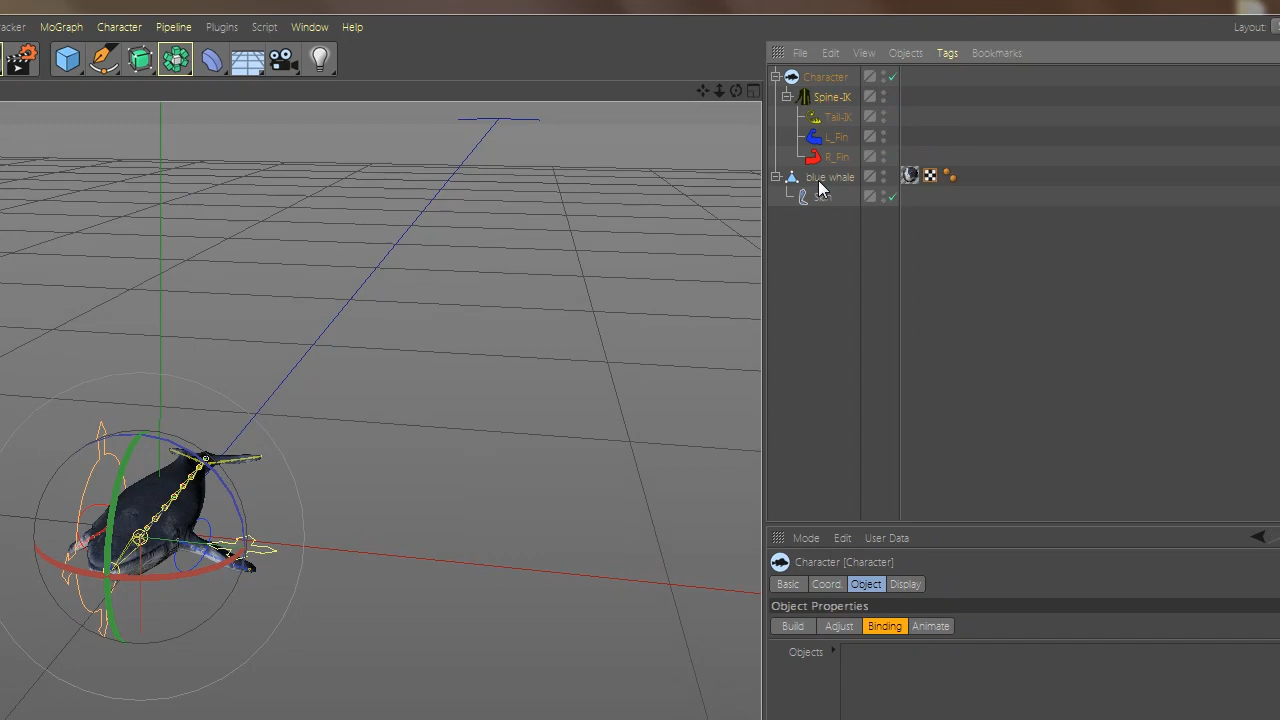 acker MoGraph Character Pipeline Plugins Script Window Help Layout:
File Edit View Objects Tags Bookmarks
Character
Spine-IK
Tail-IK
L_Fin
R_Fin
blue whale
Mode Edit User Data
Character [Character]
Basic Coord. Object Display
Object Properties
Build Adjust Binding Animate
Objects